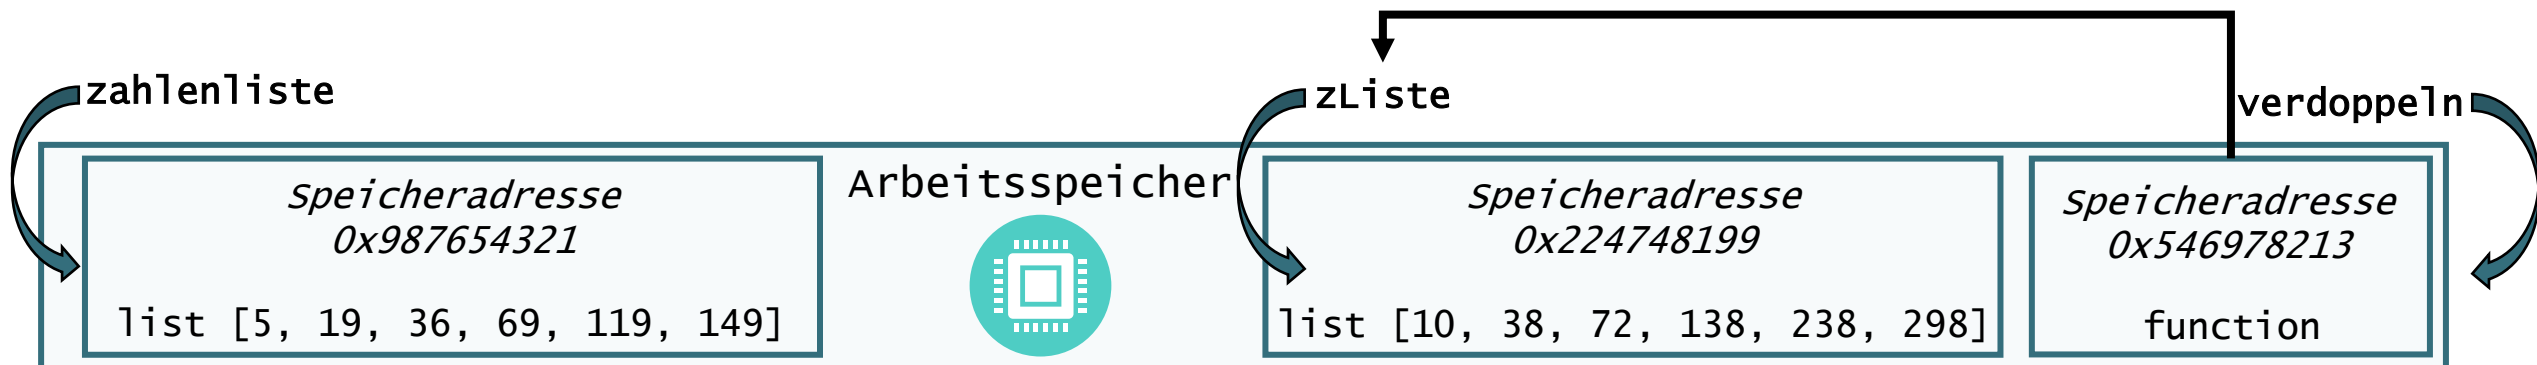 zahlenliste
zListe
verdoppeln
Arbeitsspeicher
Speicheradresse
0x987654321
list [5, 19, 36, 69, 119, 149]
Speicheradresse
0x224748199
list [10, 38, 72, 138, 238, 298]
Speicheradresse
0x546978213
function